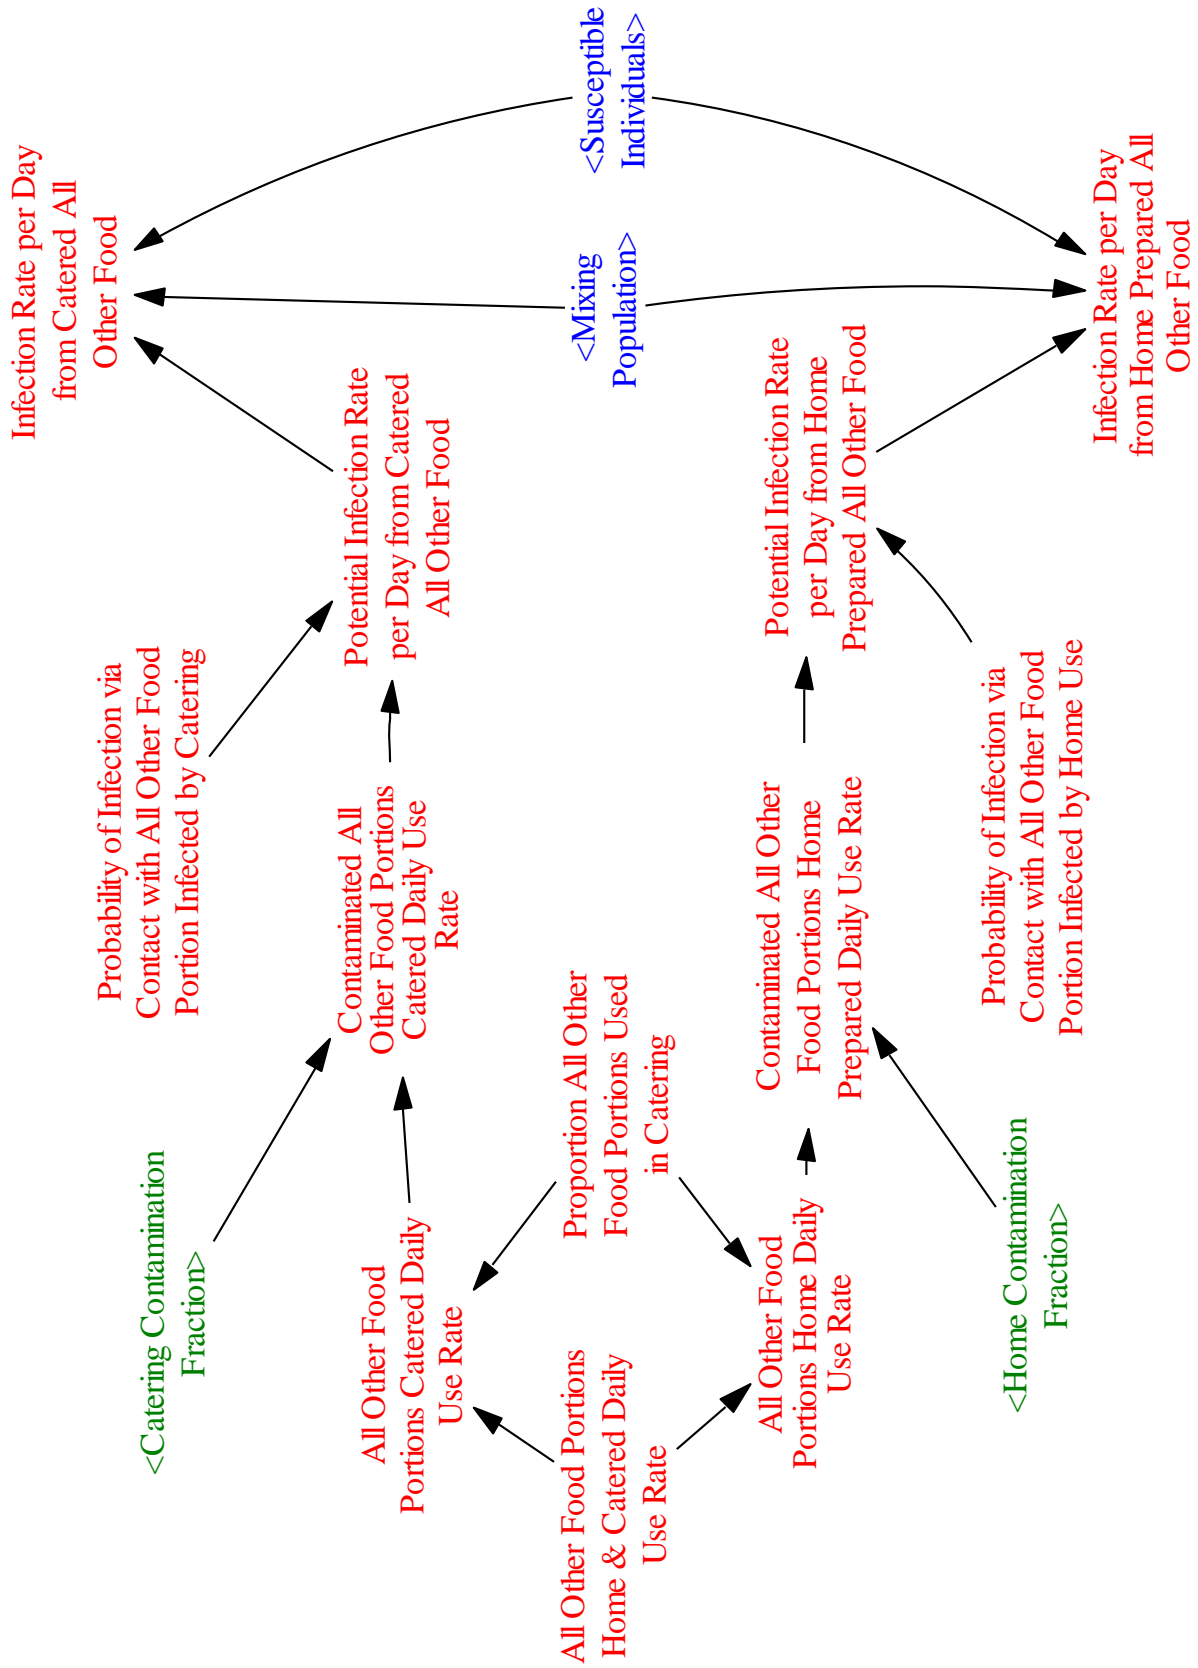 Infection Rate per Day
from Catered All
Other Food
<Susceptible
Individuals>
<Mixing
Population>
Infection Rate per Day
from Home Prepared All
Other Food
Potential Infection Rate
per Day from Catered
All Other Food
Potential Infection Rate
per Day from Home
Prepared All Other Food
Probability of Infection via
Contact with All Other Food
Portion Infected by Catering
Contaminated All
Other Food Portions
Catered Daily Use
Rate
Contaminated All Other
Food Portions Home
Prepared Daily Use Rate
Probability of Infection via
Contact with All Other Food
Portion Infected by Home Use
Proportion All Other
Food Portions Used
in Catering
<Catering Contamination
Fraction>
All Other Food
Portions Catered Daily
Use Rate
All Other Food Portions
Home & Catered Daily
Use Rate
All Other Food
Portions Home Daily
Use Rate
<Home Contamination
Fraction>